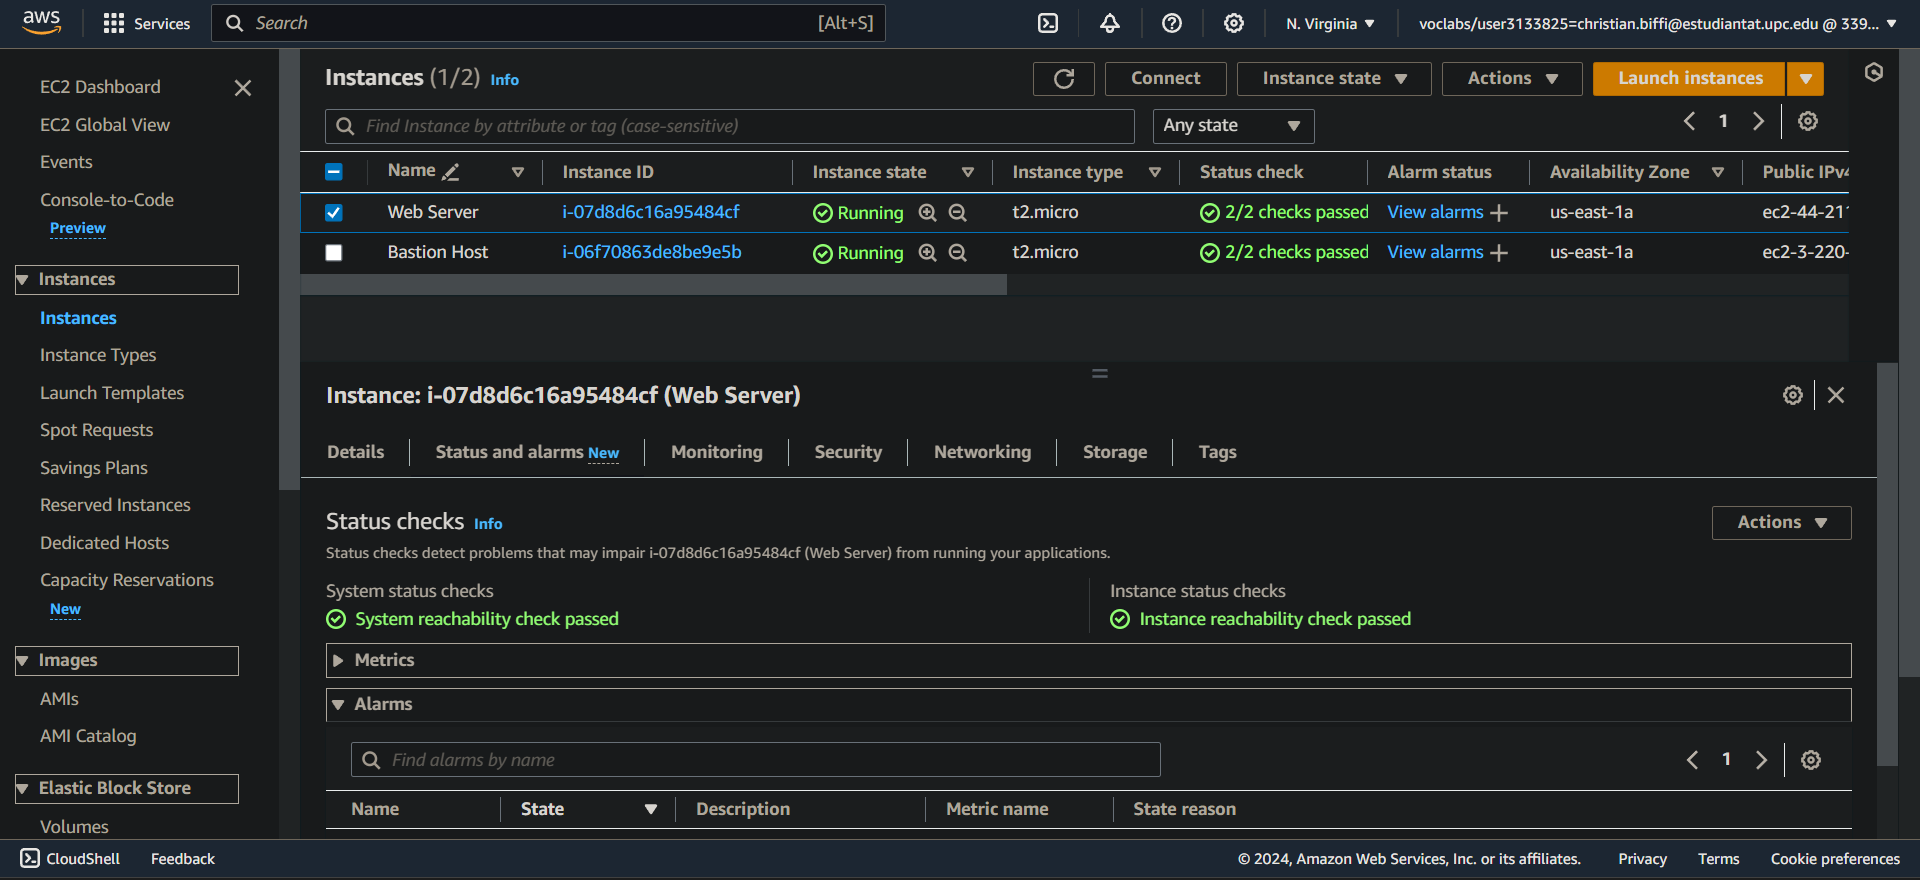 aws
Services
Search
[Alt+S]
N. Virginia
voclabs/user3133825=christian.biffi@estudiantat.upc.edu @ 339...
EC2 Dashboard
EC2 Global View
Events
Console-to-Code
Preview
Instances
Instances
Instance Types
Launch Templates
Spot Requests
Savings Plans
Reserved Instances
Dedicated Hosts
Capacity Reservations
New
Images
AMIs
AMI Catalog
Elastic Block Store
Volumes
Instances (1/2) Info
Connect
Instance state
Actions
Launch instances
Find Instance by attribute or tag (case-sensitive)
Any state
1
Name Instance ID Instance state Instance type Status check Alarm status Availability Zone Public IPv4
Web Server i-07d8d6c16a95484cf Running t2.micro 2/2 checks passed View alarms us-east-1a ec2-44-211
Bastion Host i-06f70863de8be9e5b Running t2.micro 2/2 checks passed View alarms us-east-1a ec2-3-220-
Instance: i-07d8d6c16a95484cf (Web Server)
Details
Status and alarms New
Monitoring
Security
Networking
Storage
Tags
Status checks Info
Actions
Status checks detect problems that may impair i-07d8d6c16a95484cf (Web Server) from running your applications.
System status checks
System reachability check passed
Instance status checks
Instance reachability check passed
Metrics
Alarms
Find alarms by name
1
Name State Description Metric name State reason
CloudShell
Feedback
© 2024, Amazon Web Services, Inc. or its affiliates.
Privacy
Terms
Cookie preferences